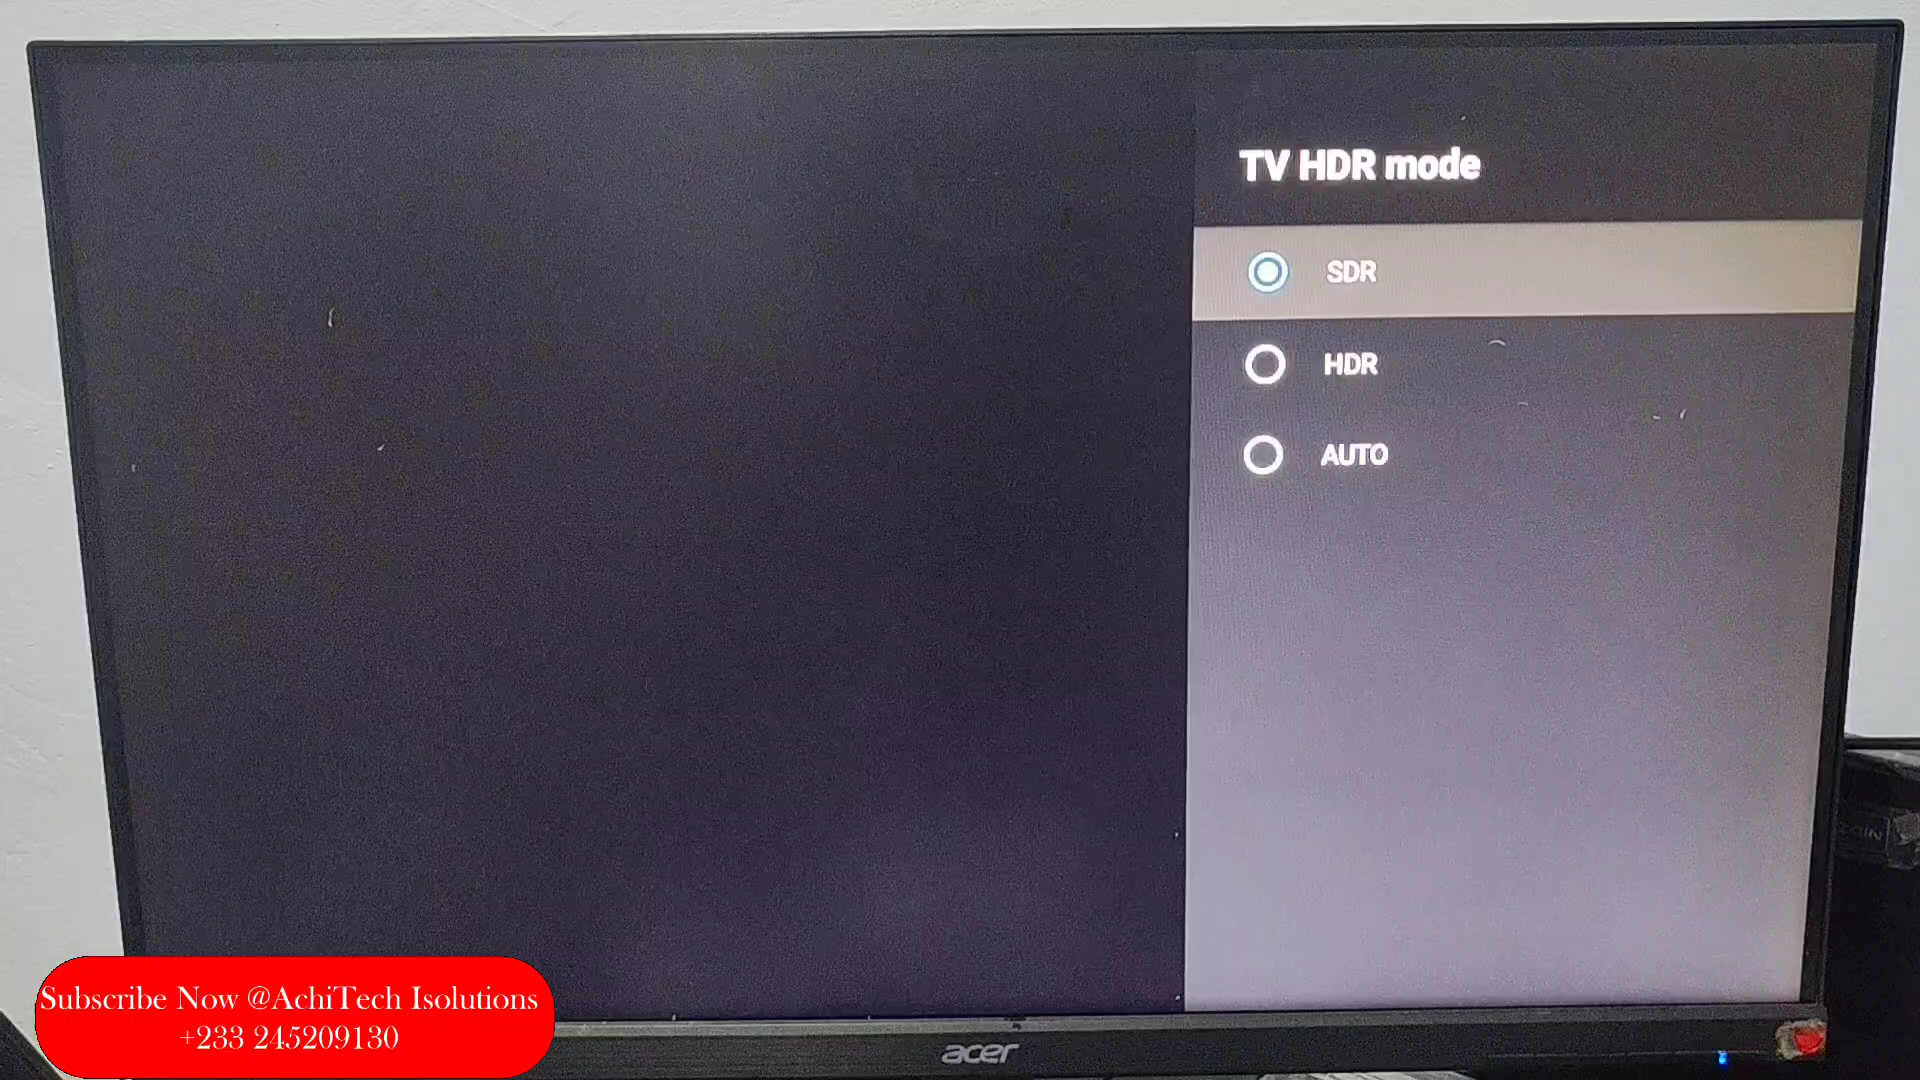 TV HDR mode
SDR
HDR
AUTO
Subscribe Now @AchiTech Isolutions
+233 245209130
acer